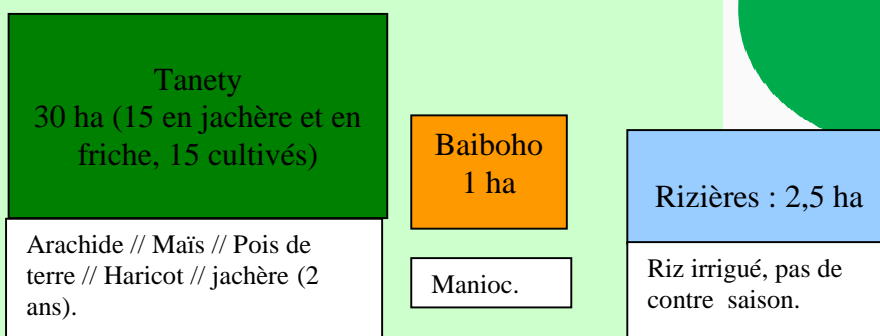 Tanety
30 ha (15 en jachère et en
friche, 15 cultivés)
Arachide // Maïs // Pois de
terre // Haricot // jachère (2
ans).
Baiboho
1 ha
Manioc.
Rizières : 2,5 ha
Riz irrigué, pas de
contre saison.